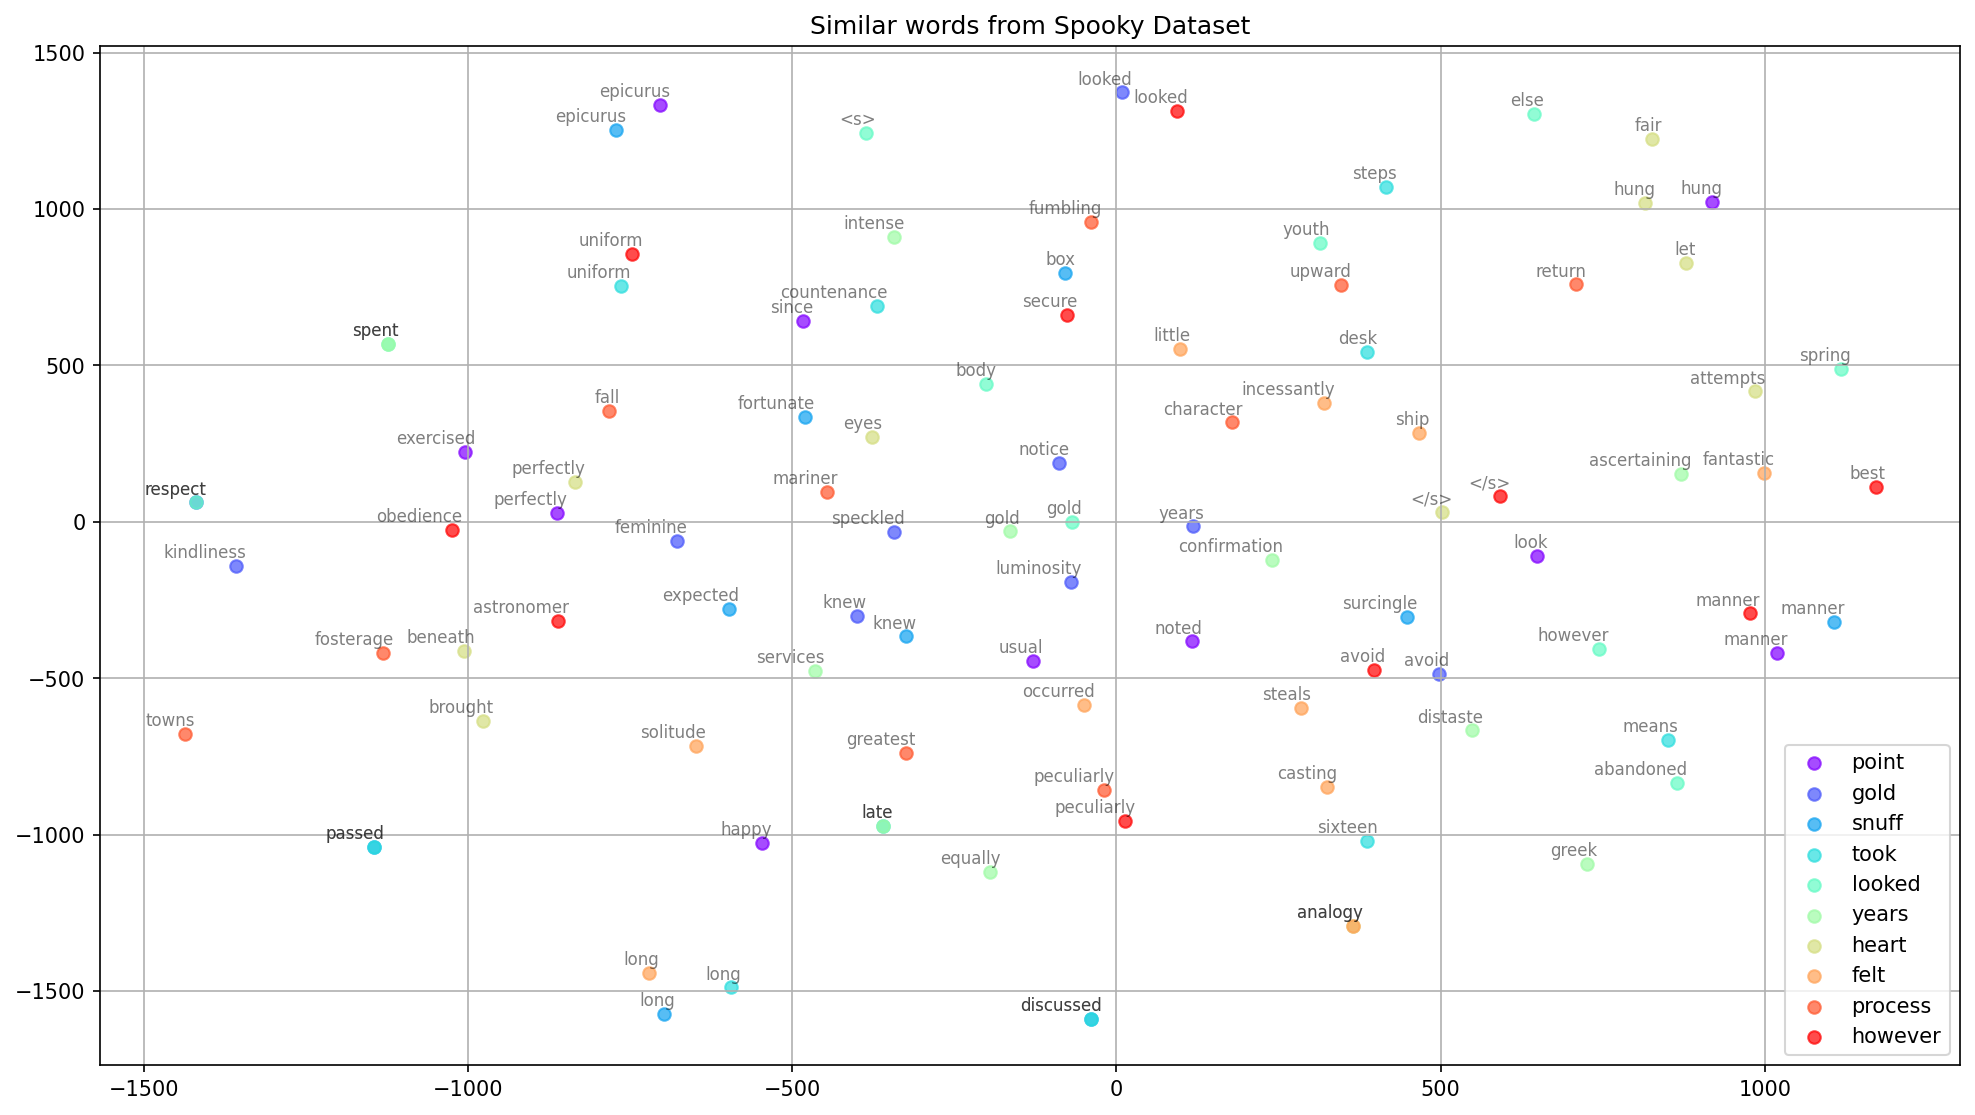 Similar words from Spooky Dataset
1500
1000
500
0
−500
−1000
−1500
looked
epicurus
looked
else
epicurus
<s>
fair
steps
hung
hung
fumbling
intense
youth
uniform
let
box
uniform
upward
return
countenance
since
secure
spent
little
desk
spring
body
attempts
fall
incessantly
fortunate
character
eyes
ship
exercised
notice
perfectly
ascertaining
fantastic
mariner
best
respect
perfectly
</s>
</s>
obedience
feminine
speckled
gold
gold
years
kindliness
confirmation
look
luminosity
expected
astronomer
knew
surcingle
manner
manner
knew
noted
fosterage
beneath
usual
however
manner
services
avoid
avoid
occurred
steals
towns
brought
distaste
solitude
greatest
means
peculiarly
casting
abandoned
late
peculiarly
passed
happy
sixteen
equally
greek
analogy
long
long
long
discussed
point
gold
snuff
took
looked
years
heart
felt
process
however
−1500
−1000
−500
0
500
1000